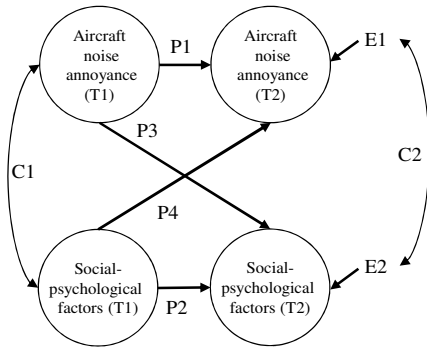 Aircraft
noise
annoyance
(T1)
P1
Aircraft
noise
annoyance
(T2)
E1
P3
C1
C2
P4
Social-
psychological
factors (T1)
P2
Social-
psychological
factors (T2)
E2